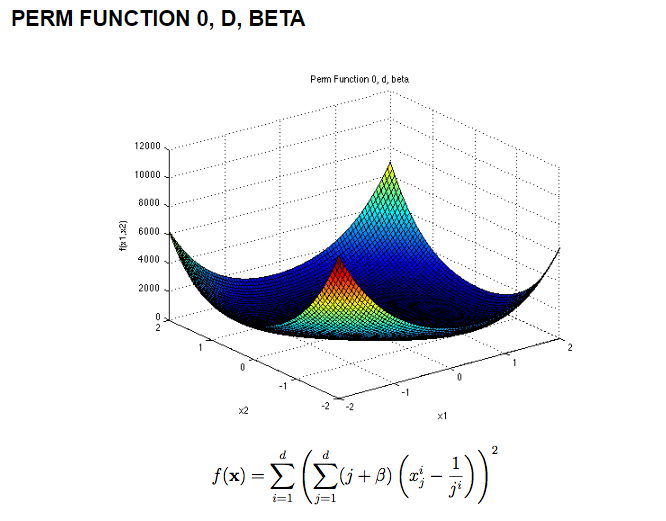 PERM FUNCTION 0, D, BETA
Perm Function 0, d, beta
12000
10000
8000
6000
4000
2000
0
f(x1,x2)
2
1
0
-1
-2
x2
-2
-1
0
1
2
x1
f(x) = \sum_{i=1}^{d} \left( \sum_{j=1}^{d} (j + β) \left( x_j^i - \frac{1}{j^i} \right) \right)^2